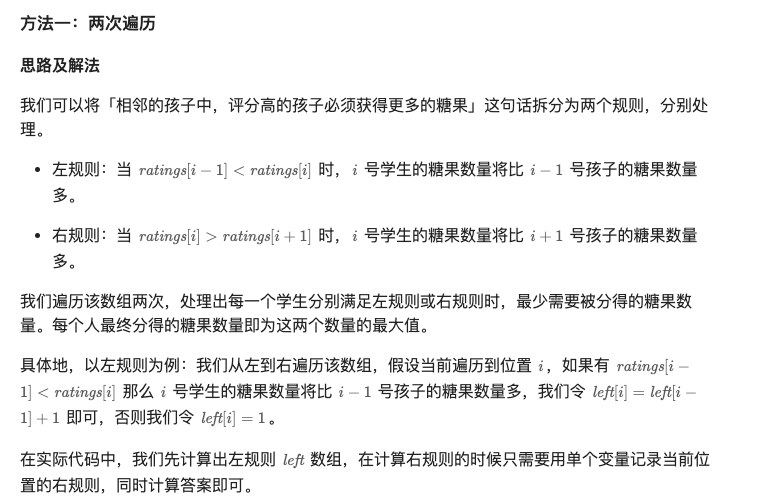 方法一：两次遍历
思路及解法
我们可以将「相邻的孩子中，评分高的孩子必须获得更多的糖果」这句话拆分为两个规则，分别处
理。
• 左规则：当 ratings[i − 1] < ratings[i] 时，i 号学生的糖果数量将比 i − 1 号孩子的糖果数量
多。
• 右规则：当 ratings[i] > ratings[i + 1] 时，i 号学生的糖果数量将比 i + 1 号孩子的糖果数量
多。
我们遍历该数组两次，处理出每一个学生分别满足左规则或右规则时，最少需要被分得的糖果数
量。每个人最终分得的糖果数量即为这两个数量的最大值。
具体地，以左规则为例：我们从左到右遍历该数组，假设当前遍历到位置 i，如果有 ratings[i −
1] < ratings[i] 那么 i 号学生的糖果数量将比 i − 1 号孩子的糖果数量多，我们令 left[i] = left[i −
1] + 1 即可，否则我们令 left[i] = 1。
在实际代码中，我们先计算出左规则 left 数组，在计算右规则的时候只需要用单个变量记录当前位
置的右规则，同时计算答案即可。